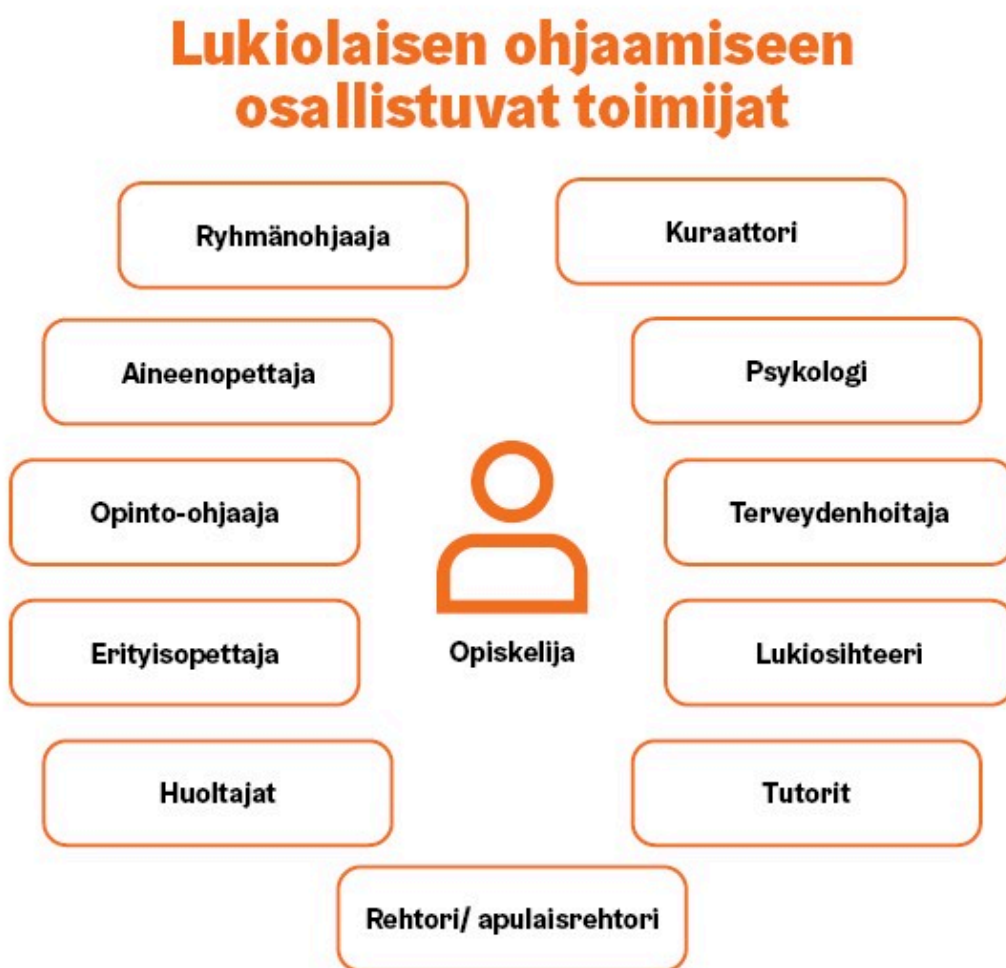 Lukiolaisen ohjaamiseen
osallistuvat toimijat
Ryhmänohjaaja
Kuraattori
Aineenopettaja
Psykologi
Opinto-ohjaaja
Terveydenhoitaja
Erityisopettaja
Opiskelija
Lukiosihteeri
Huoltajat
Tutorit
Rehtori/ apulaisrehtori